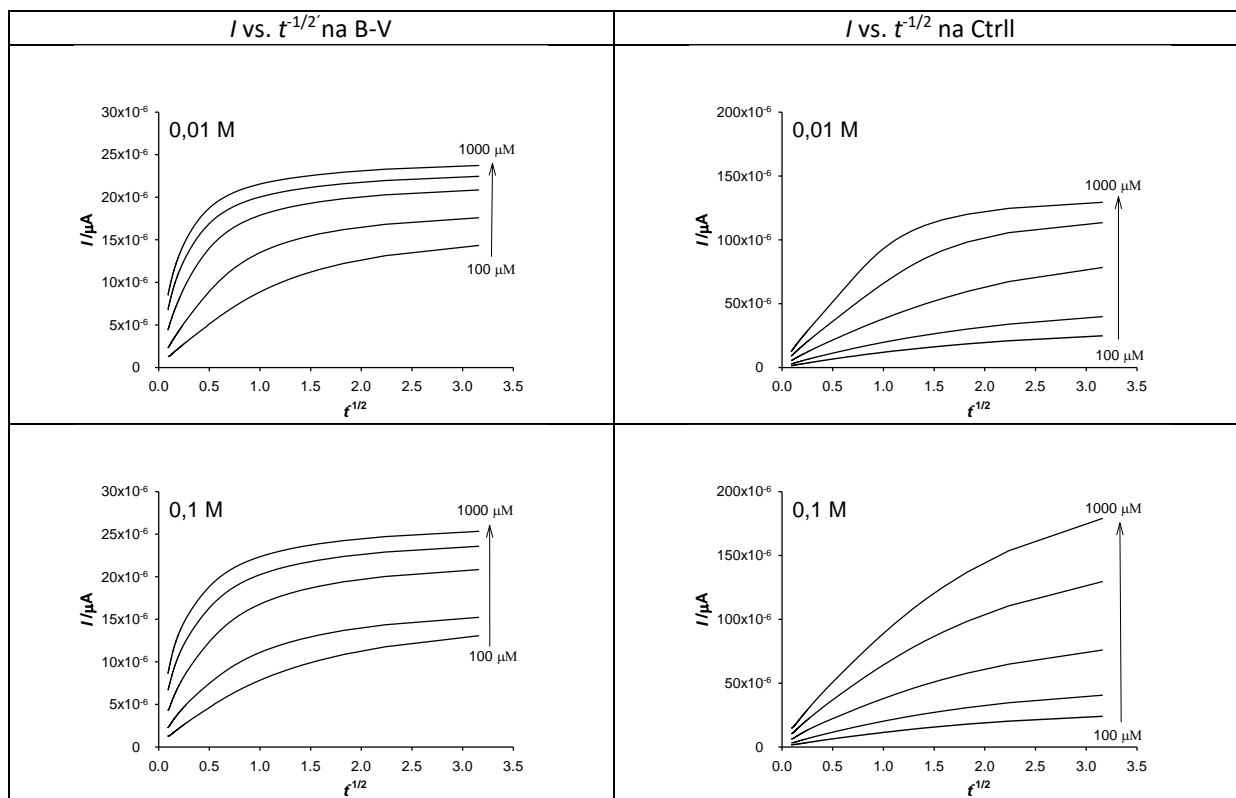 I vs. t-1/2´ na B-V
I vs. t-1/2 na CtrlI
30x10-6
25x10-6
20x10-6
15x10-6
10x10-6
5x10-6
0
0,01 M
1000 µM
100 µM
I/µA
0.0 0.5 1.0 1.5 2.0 2.5 3.0 3.5
t-1/2
200x10-6
150x10-6
100x10-6
50x10-6
0
0,01 M
1000 µM
100 µM
I/µA
0.0 0.5 1.0 1.5 2.0 2.5 3.0 3.5
t-1/2
30x10-6
25x10-6
20x10-6
15x10-6
10x10-6
5x10-6
0
0,1 M
1000 µM
100 µM
I/µA
0.0 0.5 1.0 1.5 2.0 2.5 3.0 3.5
t-1/2
200x10-6
150x10-6
100x10-6
50x10-6
0
0,1 M
1000 µM
100 µM
I/µA
0.0 0.5 1.0 1.5 2.0 2.5 3.0 3.5
t-1/2